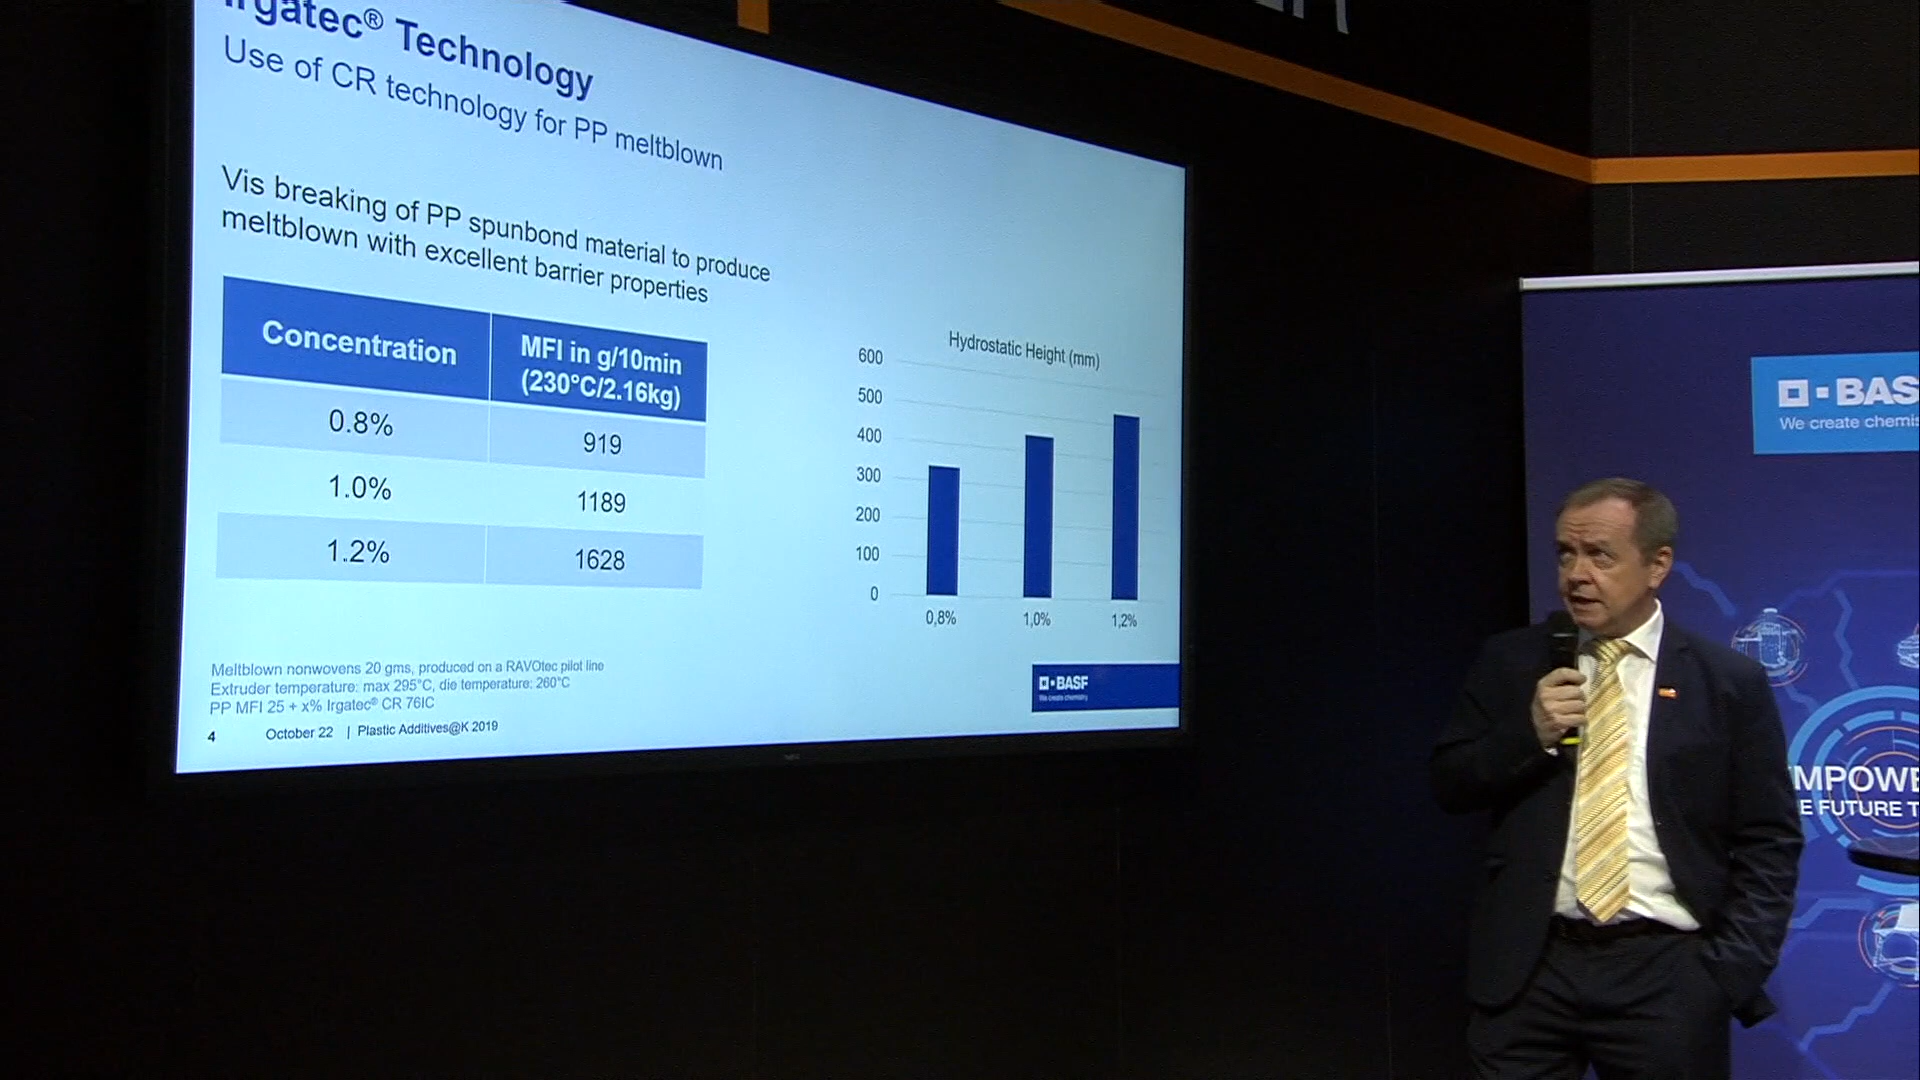 Irgatec® Technology
Use of CR technology for PP meltblown
Vis breaking of PP spunbond material to produce
meltblown with excellent barrier properties
Concentration
MFI in g/10min
(230°C/2.16kg)
0.8%
919
1.0%
1189
1.2%
1628
Hydrostatic Height (mm)
600
500
400
300
200
100
0
0,8%
1,0%
1,2%
Meltblown nonwovens 20 gms, produced on a RAVOtec pilot line
Extruder temperature: max 295°C, die temperature: 260°C
PP MFI 25 + x% Irgatec® CR 76IC
4 October 22 | Plastic Additives@K 2019
BASF
We create chemistry
BAS
We create chemis
MPOWE
E FUTURE T